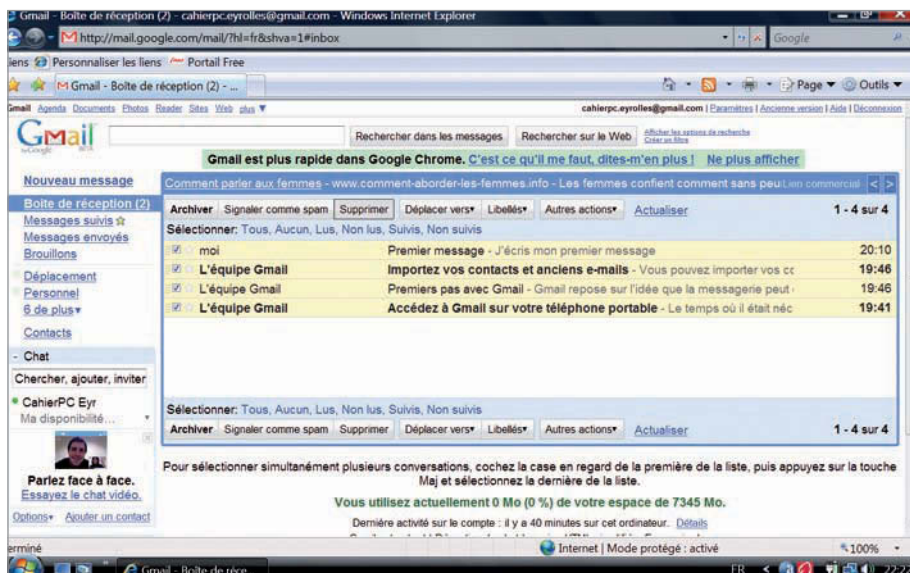 Gmail - Boîte de réception (2) - cahierpc.eyrolles@gmail.com - Windows Internet Explorer
http://mail.google.com/mail/?hl=fr&shva=1#inbox
Google
iens Personnaliser les liens Portail Free
Gmail - Boîte de réception (2) - ...
Page Outils
Gmail Agenda Documents Photos Reader Sites Web plus
cahierpc.eyrolles@gmail.com | Paramètres | Ancienne version | Aide | Déconnexion
Gmail
Rechercher dans les messages Rechercher sur le Web Afficher les options de recherche
Créer un filtre
Gmail est plus rapide dans Google Chrome. C'est ce qu'il me faut, dites-m'en plus ! Ne plus afficher
Nouveau message
Boîte de réception (2)
Messages suivis
Messages envoyés
Brouillons
Déplacement
Personnel
6 de plus
Contacts
- Chat
Chercher, ajouter, inviter
CahierPC Eyr
Ma disponibilité...
Parlez face à face.
Essayez le chat vidéo.
Options Ajouter un contact
Comment parler aux femmes - www.comment-aborder-les-femmes.info - Les femmes confient comment sans peu Lien commercial < >
Archiver Signaler comme spam Supprimer Déplacer vers Libellés Autres actions Actualiser 1 - 4 sur 4
Sélectionner: Tous, Aucun, Lus, Non lus, Suivis, Non suivis
moi Premier message - J'écris mon premier message 20:10
L'équipe Gmail Importez vos contacts et anciens e-mails - Vous pouvez importer vos cc 19:46
L'équipe Gmail Premiers pas avec Gmail - Gmail repose sur l'idée que la messagerie peut 19:46
L'équipe Gmail Accédez à Gmail sur votre téléphone portable - Le temps où il était néc 19:41
Sélectionner: Tous, Aucun, Lus, Non lus, Suivis, Non suivis
Archiver Signaler comme spam Supprimer Déplacer vers Libellés Autres actions Actualiser 1 - 4 sur 4
Pour sélectionner simultanément plusieurs conversations, cochez la case en regard de la première de la liste, puis appuyez sur la touche
Maj et sélectionnez la dernière de la liste.
Vous utilisez actuellement 0 Mo (0 %) de votre espace de 7345 Mo.
Dernière activité sur le compte : il y a 40 minutes sur cet ordinateur. Détails
erminé Internet | Mode protégé : activé 100%
Gmail - Boîte de réce... FR < 22:22